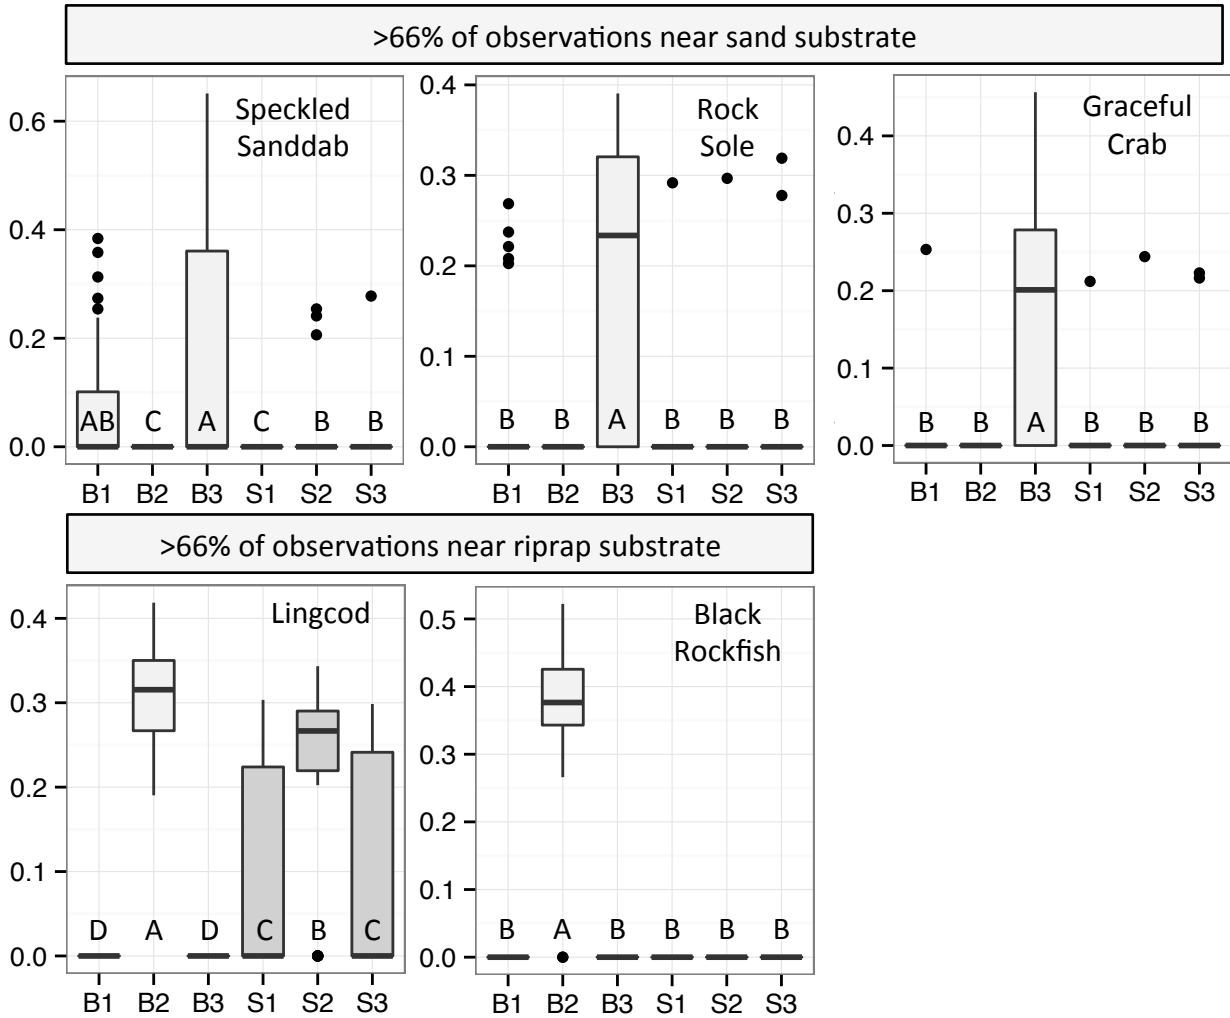 >66% of observations near sand substrate
Speckled
Sanddab
0.6
0.4
0.2
0.0
AB C A C B B
B1 B2 B3 S1 S2 S3
Rock
Sole
0.4
0.3
0.2
0.1
0.0
B B A B B B
B1 B2 B3 S1 S2 S3
Graceful
Crab
0.4
0.3
0.2
0.1
0.0
B B A B B B
B1 B2 B3 S1 S2 S3
>66% of observations near riprap substrate
Lingcod
0.4
0.3
0.2
0.1
0.0
D A D C B C
B1 B2 B3 S1 S2 S3
Black
Rockfish
0.5
0.4
0.3
0.2
0.1
0.0
B A B B B B
B1 B2 B3 S1 S2 S3